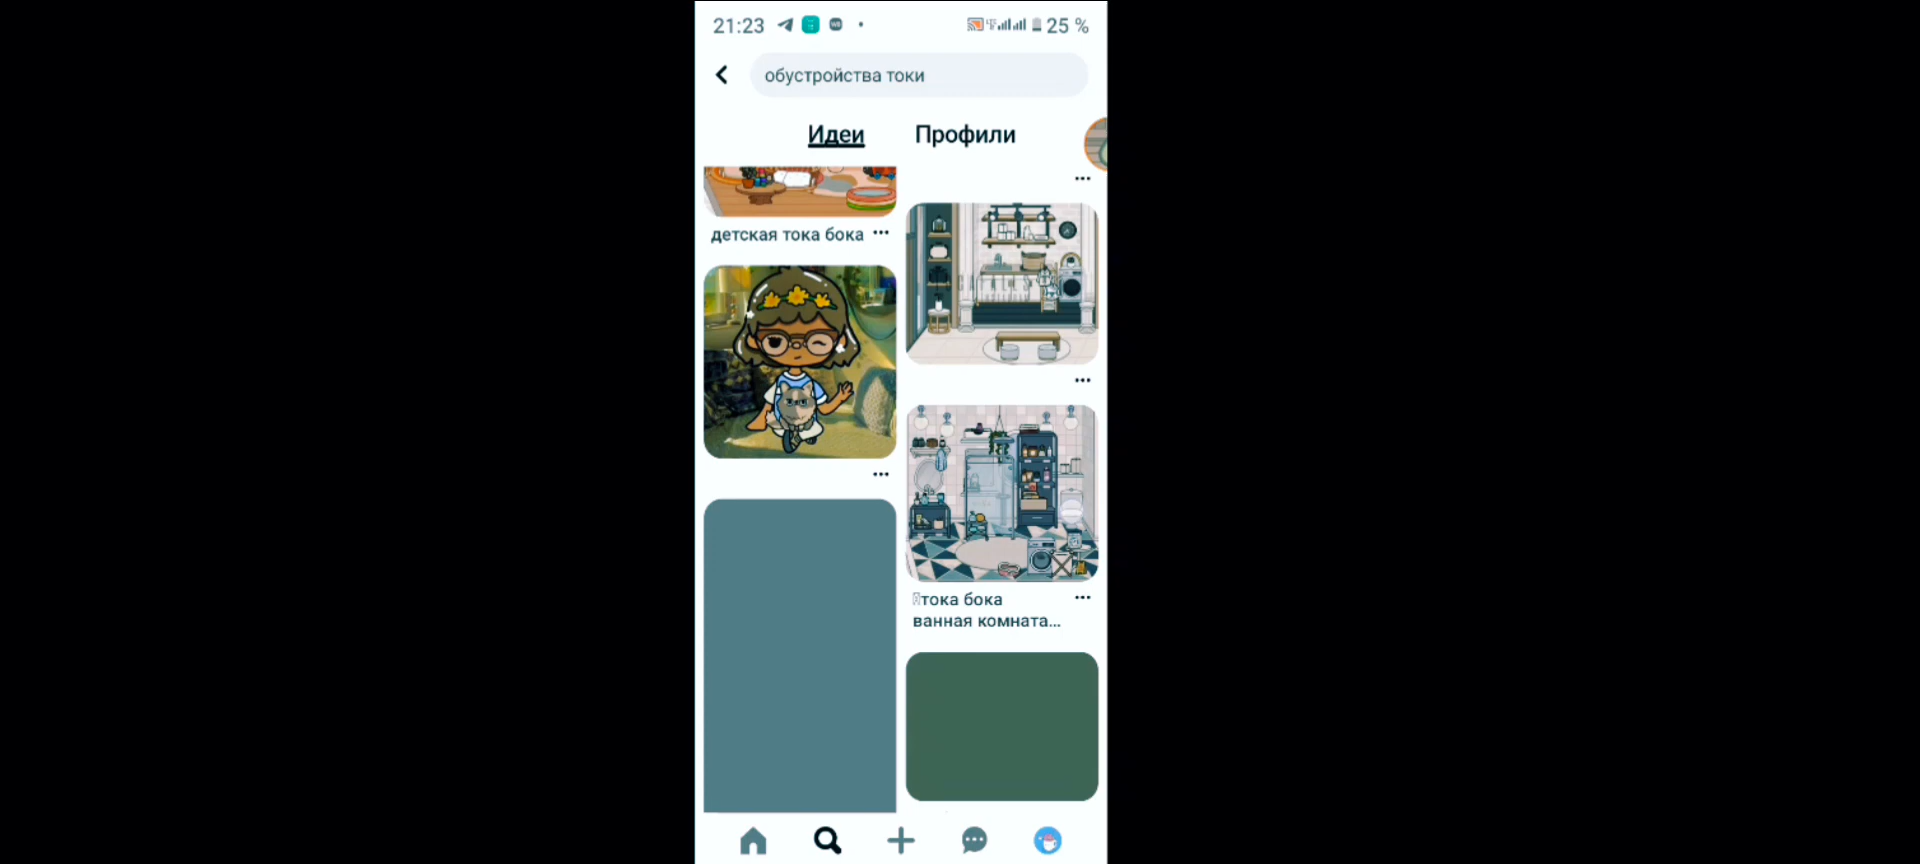 21:23
25 %
обустройства токи
Идеи
Профили
детская тока бока
тока бока
ванная комната...